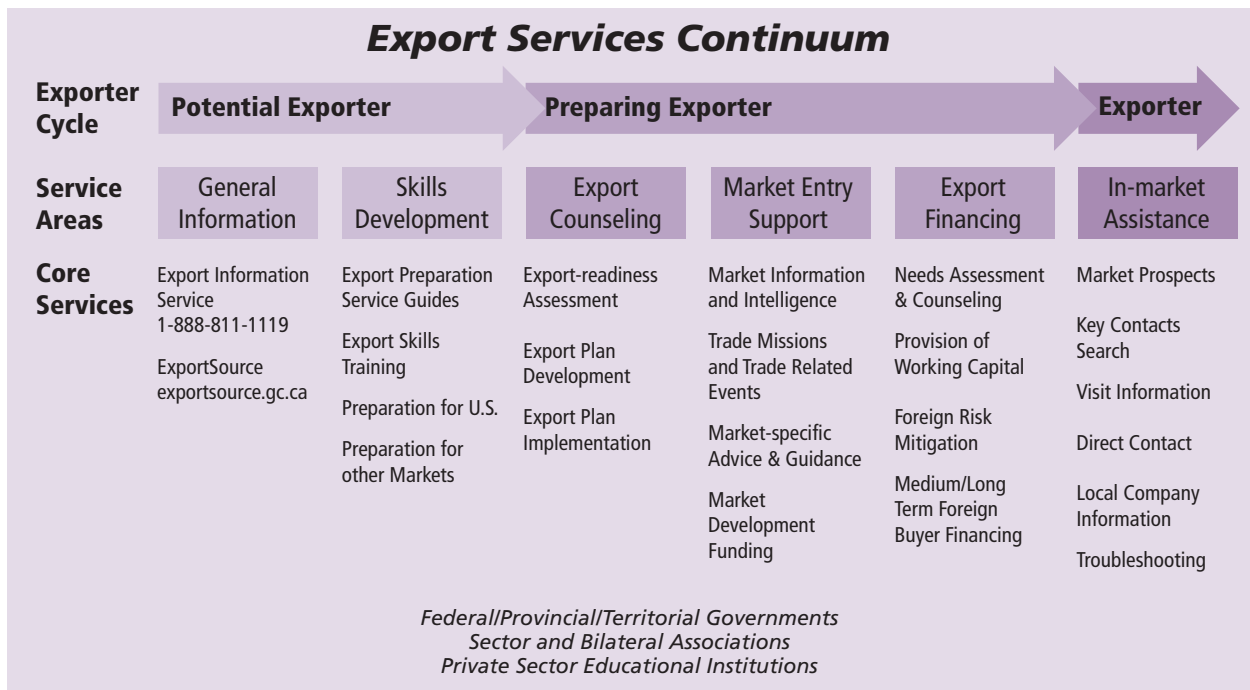 Export Services Continuum
Exporter
Cycle
Potential Exporter
Preparing Exporter
Exporter
Service
Areas
General
Information
Skills
Development
Export
Counseling
Market Entry
Support
Export
Financing
In-market
Assistance
Core
Services
Export Information
Service
1-888-811-1119
ExportSource
exportsource.gc.ca
Export Preparation
Service Guides
Export Skills
Training
Preparation for U.S.
Preparation for
other Markets
Export-readiness
Assessment
Export Plan
Development
Export Plan
Implementation
Market Information
and Intelligence
Trade Missions
and Trade Related
Events
Market-specific
Advice & Guidance
Market
Development
Funding
Needs Assessment
& Counseling
Provision of
Working Capital
Foreign Risk
Mitigation
Medium/Long
Term Foreign
Buyer Financing
Market Prospects
Key Contacts
Search
Visit Information
Direct Contact
Local Company
Information
Troubleshooting
Federal/Provincial/Territorial Governments
Sector and Bilateral Associations
Private Sector Educational Institutions